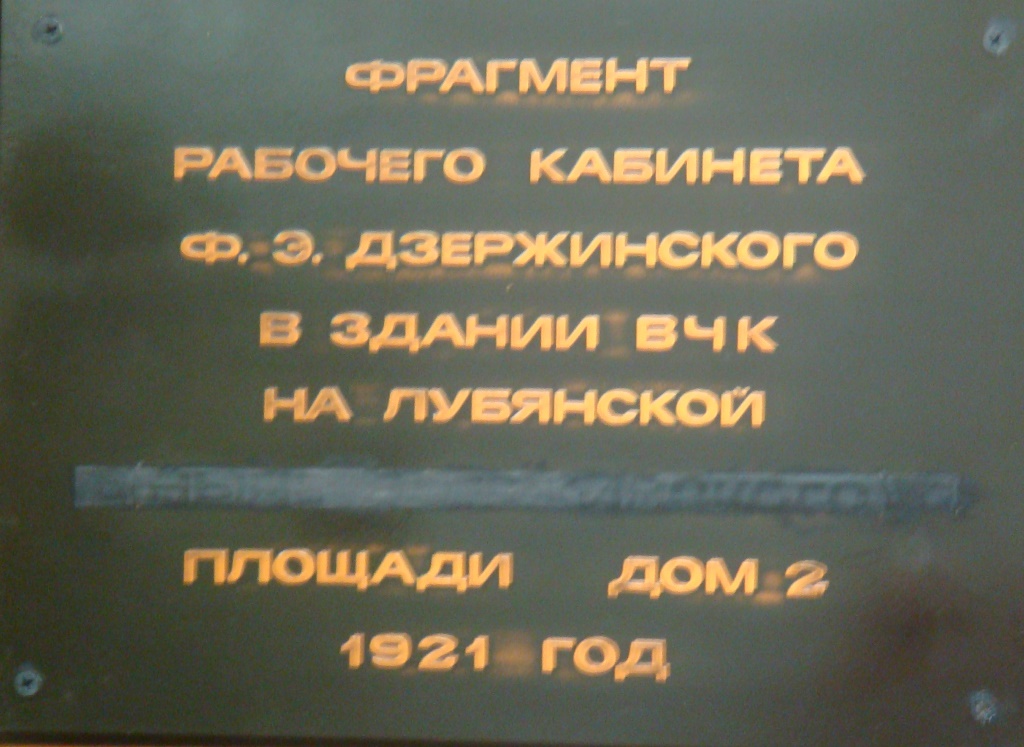 ФРАГМЕНТ
РАБОЧЕГО КАБИНЕТА
Ф. Э. ДЗЕРЖИНСКОГО
В ЗДАНИИ ВЧК
НА ЛУБЯНСКОЙ
ПЛОЩАДИ ДОМ 2
1921 ГОД